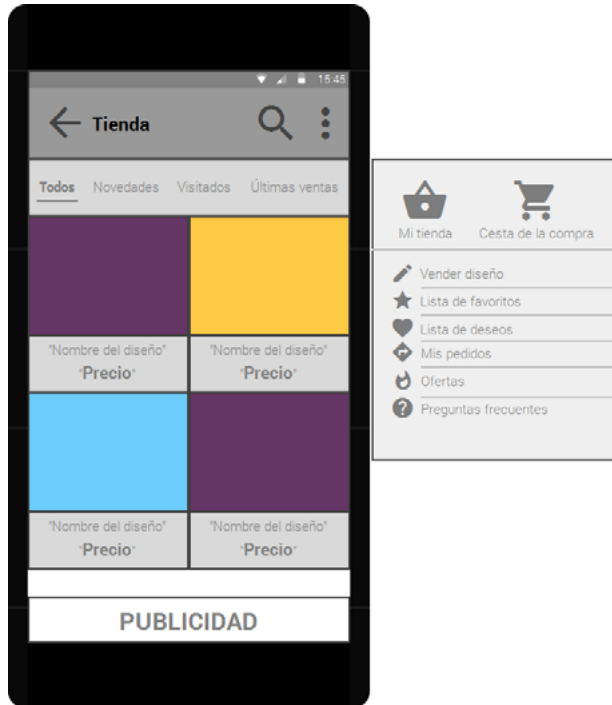 15:45
Tienda
Todos Novedades Visitados Últimas ventas
"Nombre del diseño" "Nombre del diseño"
"Precio" "Precio"
"Nombre del diseño" "Nombre del diseño"
"Precio" "Precio"
PUBLICIDAD
Mi tienda Cesta de la compra
Vender diseño
Lista de favoritos
Lista de deseos
Mis pedidos
Ofertas
Preguntas frecuentes